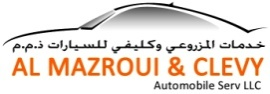 خدمات المزروعي وكليفي للسيارات ذ.م.م
AL MAZROUI & CLEVY
Automobile Serv LLC